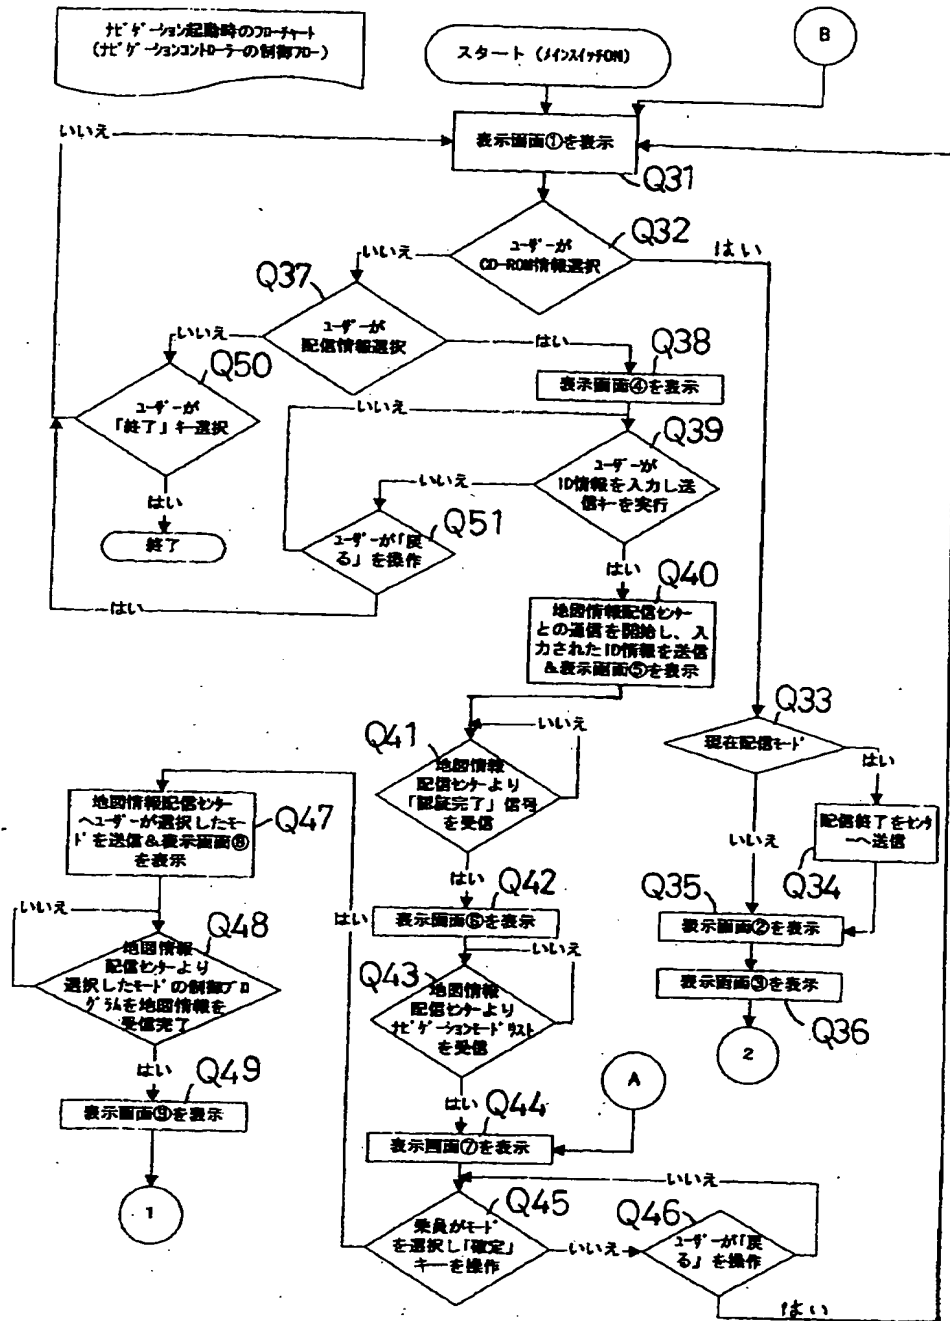 ナビゲーション起動時のフローチャート
(ナビゲーションコントローラーの制御フロー)
スタート (メインスイッチON)
B
いいえ
表示画面①を表示
Q31
Q32
ユーザーが
CD-ROM情報選択
いいえ
はい
Q37
ユーザーが
配信情報選択
いいえ
はい
Q38
表示画面④を表示
Q50
ユーザーが
「終了」キー選択
はい
終了
いいえ
Q39
ユーザーが
ID情報を入力し送
信キーを実行
いいえ
Q51
ユーザーが「戻
る」を操作
はい
はい
Q40
地図情報配信センター
との通信を開始し、入
力されたID情報を送信
&表示画面⑤を表示
Q33
現在配信モード
はい
いいえ
配信終了をセンタ
ーへ送信
Q34
Q35
表示画面②を表示
表示画面③を表示
Q36
2
Q41
いいえ
地図情報
配信センターより
「認証完了」信号
を受信
はい
Q42
表示画面⑥を表示
いいえ
Q43
地図情報
配信センターより
ナビゲーションモードリスト
を受信
はい
Q44
A
表示画面⑦を表示
いいえ
Q45
乗員がモード
を選択し「確定」
キーを操作
はい
いいえ
Q46
ユーザーが「戻
る」を操作
はい
地図情報配信センター
へユーザーが選択したモー
ドを送信&表示画面⑧
を表示
Q47
いいえ
Q48
地図情報
配信センターより
選択したモードの制御プロ
グラムを地図情報を
受信完了
はい
Q49
表示画面⑨を表示
1